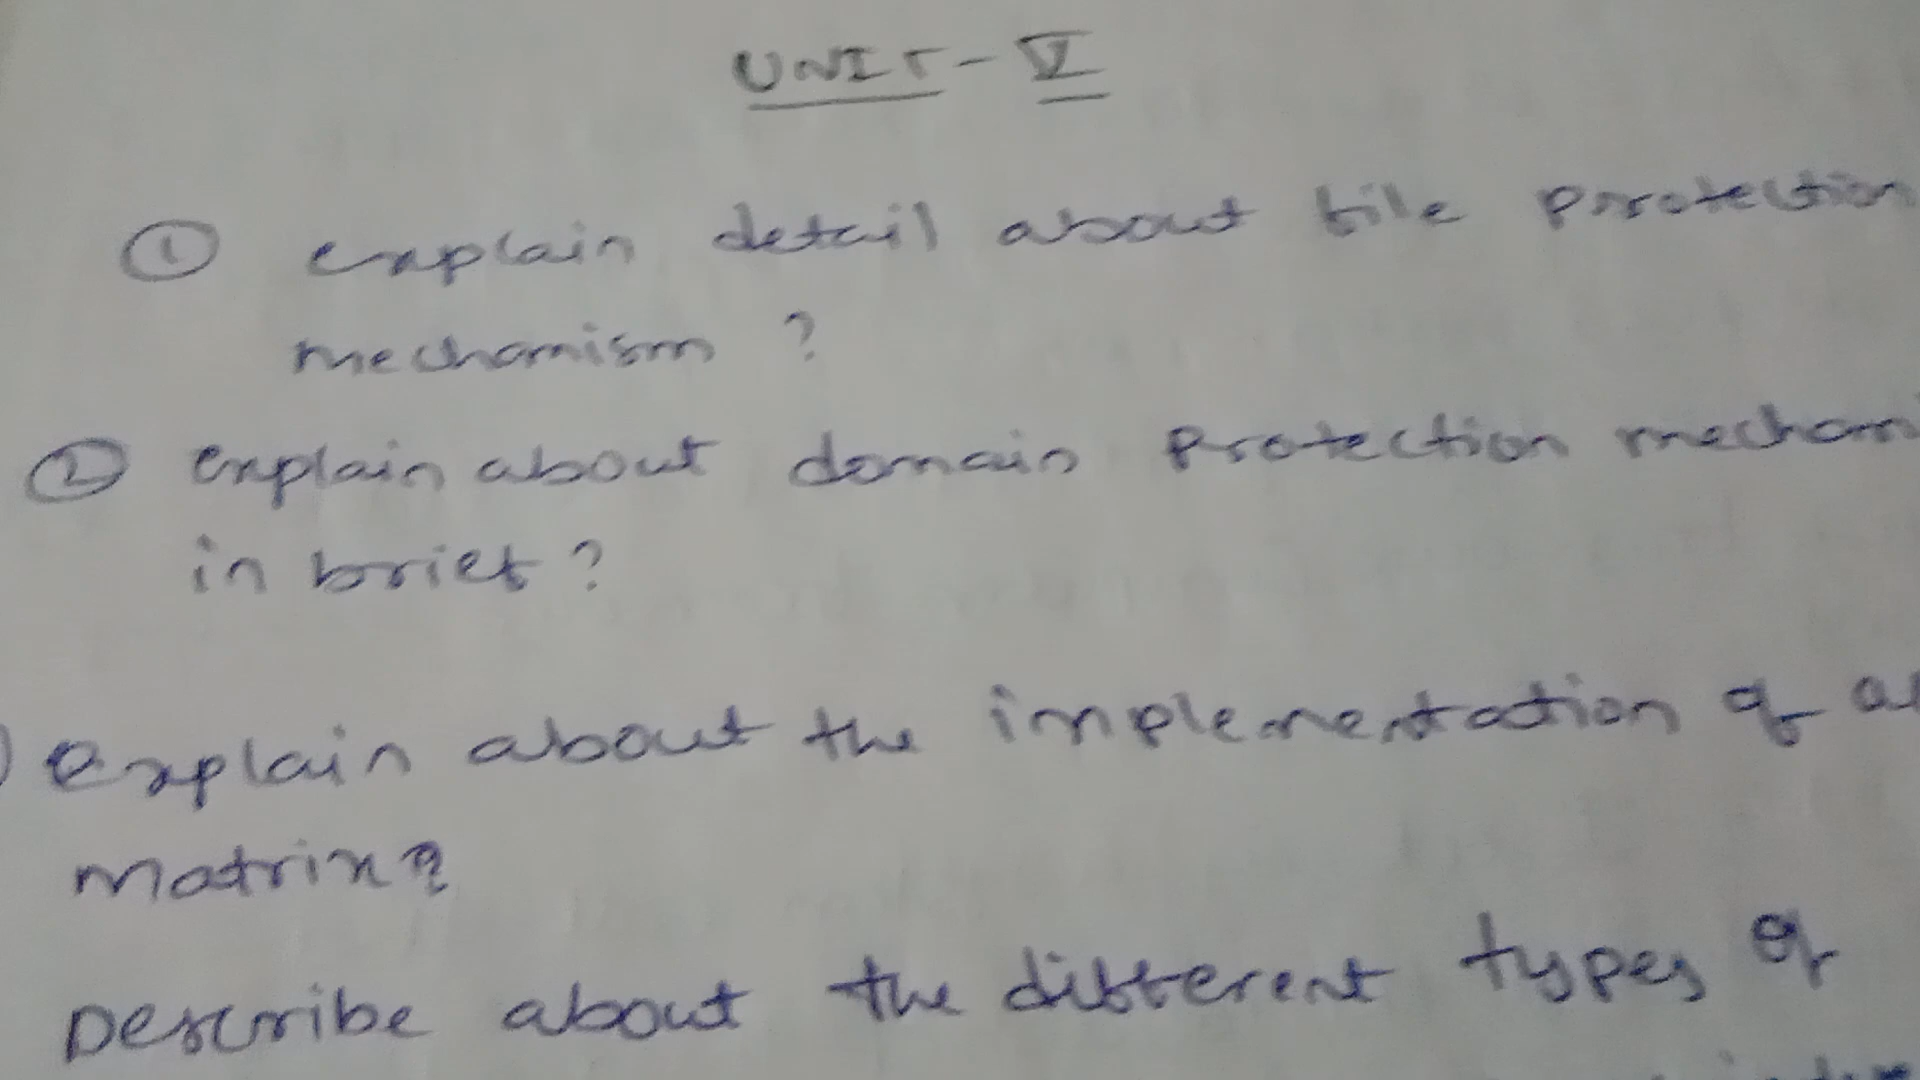 UNIT-V
① explain detail about file protection
mechanism ?
② explain about domain protection mechani
in brief ?
) explain about the implementation of a
matrix?
Describe about the different types of